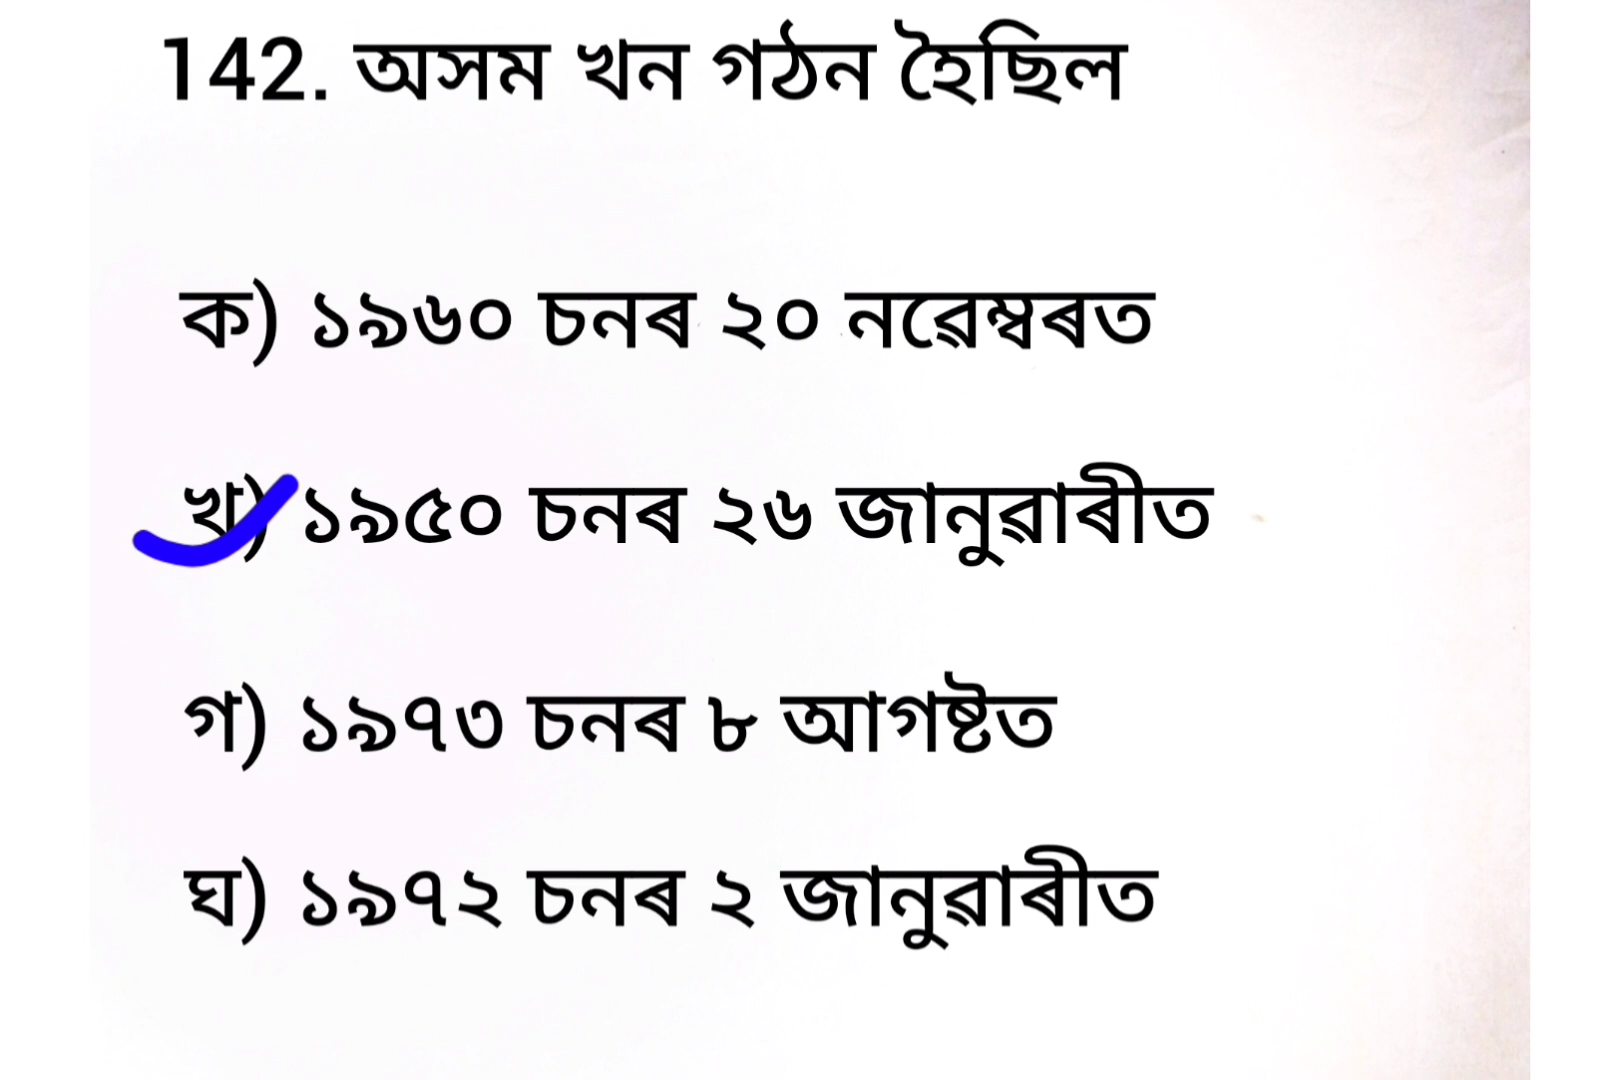 142. অসম খন গঠন হৈছিল
ক) ১৯৬০ চনৰ ২০ নৱেম্বৰত
খ) ১৯৫০ চনৰ ২৬ জানুৱাৰীত
গ) ১৯৭৩ চনৰ ৮ আগষ্টত
ঘ) ১৯৭২ চনৰ ২ জানুৱাৰীত